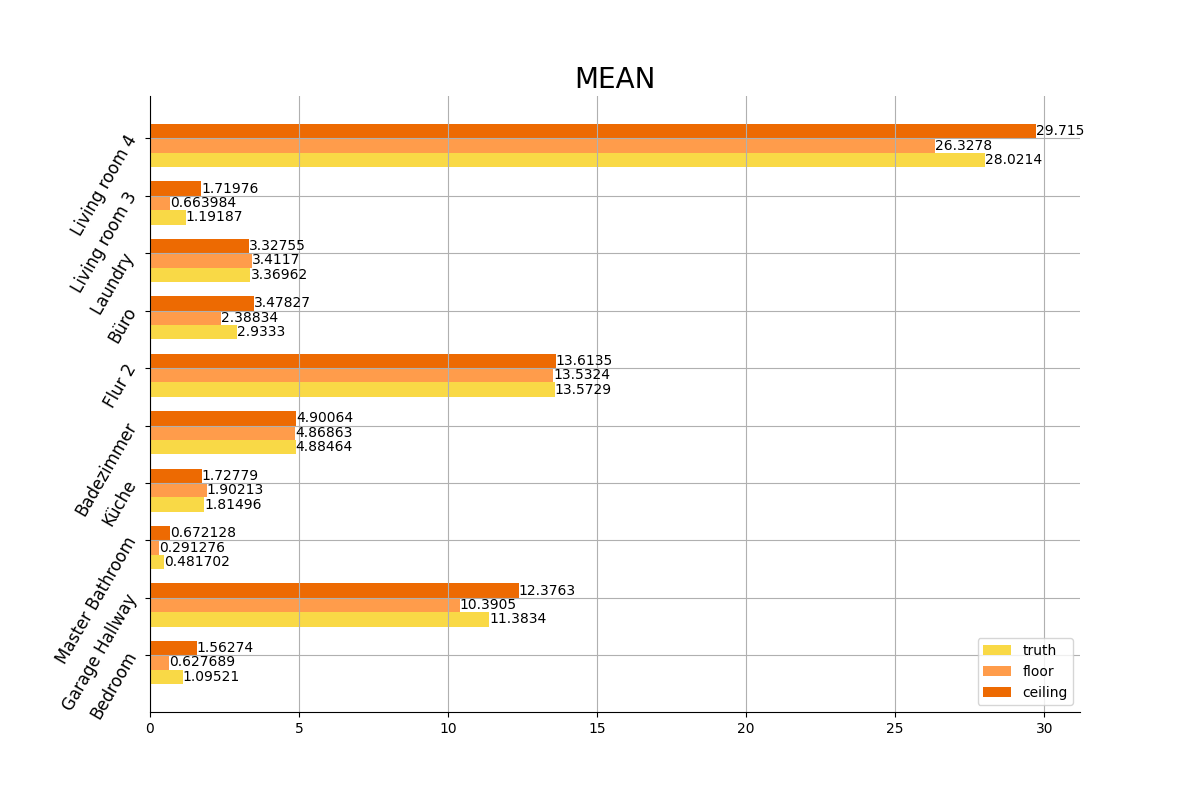 MEAN
Living room 4
29.715
26.3278
28.0214
Living room 3
1.71976
0.663984
1.19187
Laundry
3.32755
3.4117
3.36962
Büro
3.47827
2.38834
2.9333
Flur 2
13.6135
13.5324
13.5729
Badezimmer
4.90064
4.86863
4.88464
Küche
1.72779
1.90213
1.81496
Master Bathroom
0.672128
0.291276
0.481702
Garage Hallway
12.3763
10.3905
11.3834
Bedroom
1.56274
0.627689
1.09521
truth
floor
ceiling
0 5 10 15 20 25 30